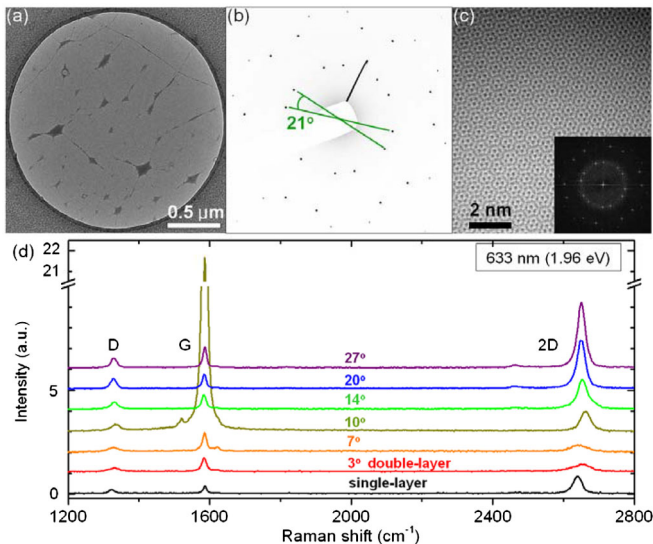 (a)
0.5 μm
(b)
21°
(c)
2 nm
(d)
633 nm (1.96 eV)
22
21
5
0
Intensity (a.u.)
D
G
2D
27°
20°
14°
10°
7°
3° double-layer
single-layer
1200 1600 2000 2400 2800
Raman shift (cm⁻¹)